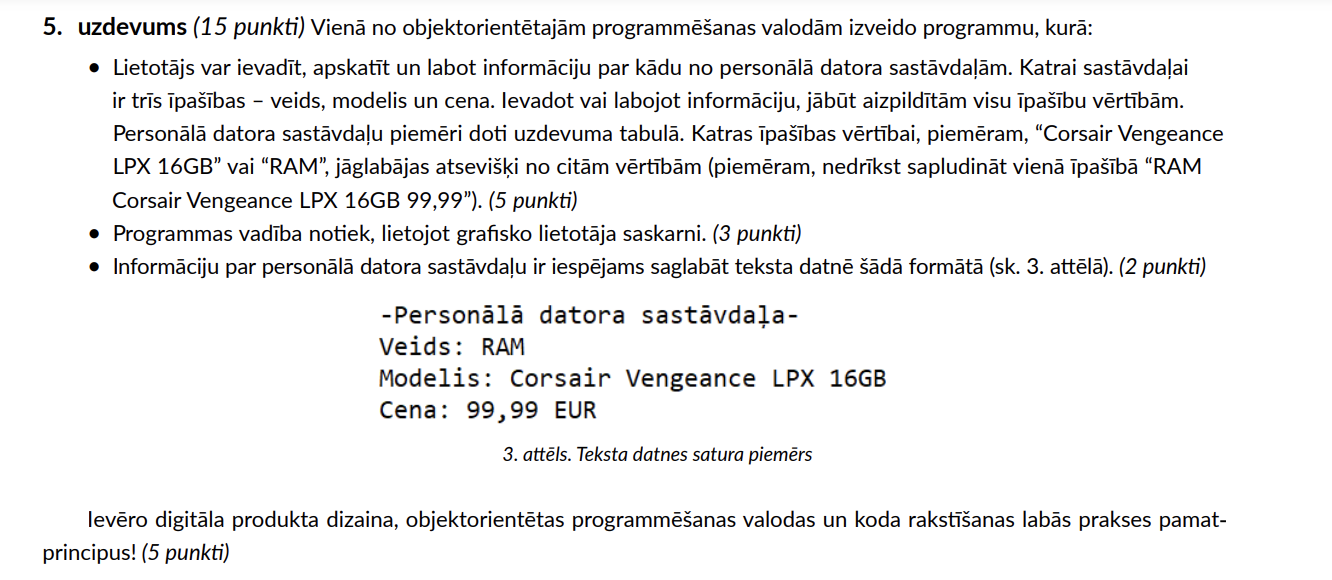 5. uzdevums (15 punkti) Vienā no objektorientētajām programmēšanas valodām izveido programmu, kurā:
● Lietotājs var ievadīt, apskatīt un labot informāciju par kādu no personālā datora sastāvdaļām. Katrai sastāvdaļai
ir trīs īpašības – veids, modelis un cena. Ievadot vai labojot informāciju, jābūt aizpildītām visu īpašību vērtībām.
Personālā datora sastāvdaļu piemēri doti uzdevuma tabulā. Katras īpašības vērtībai, piemēram, “Corsair Vengeance
LPX 16GB” vai “RAM”, jāglabājas atsevišķi no citām vērtībām (piemēram, nedrīkst sapludināt vienā īpašībā “RAM
Corsair Vengeance LPX 16GB 99,99”). (5 punkti)
● Programmas vadība notiek, lietojot grafisko lietotāja saskarni. (3 punkti)
● Informāciju par personālā datora sastāvdaļu ir iespējams saglabāt teksta datnē šādā formātā (sk. 3. attēlā). (2 punkti)
-Personālā datora sastāvdaļa-
Veids: RAM
Modelis: Corsair Vengeance LPX 16GB
Cena: 99,99 EUR
3. attēls. Teksta datnes satura piemērs
Ievēro digitāla produkta dizaina, objektorientētas programmēšanas valodas un koda rakstīšanas labās prakses pamat-
principus! (5 punkti)